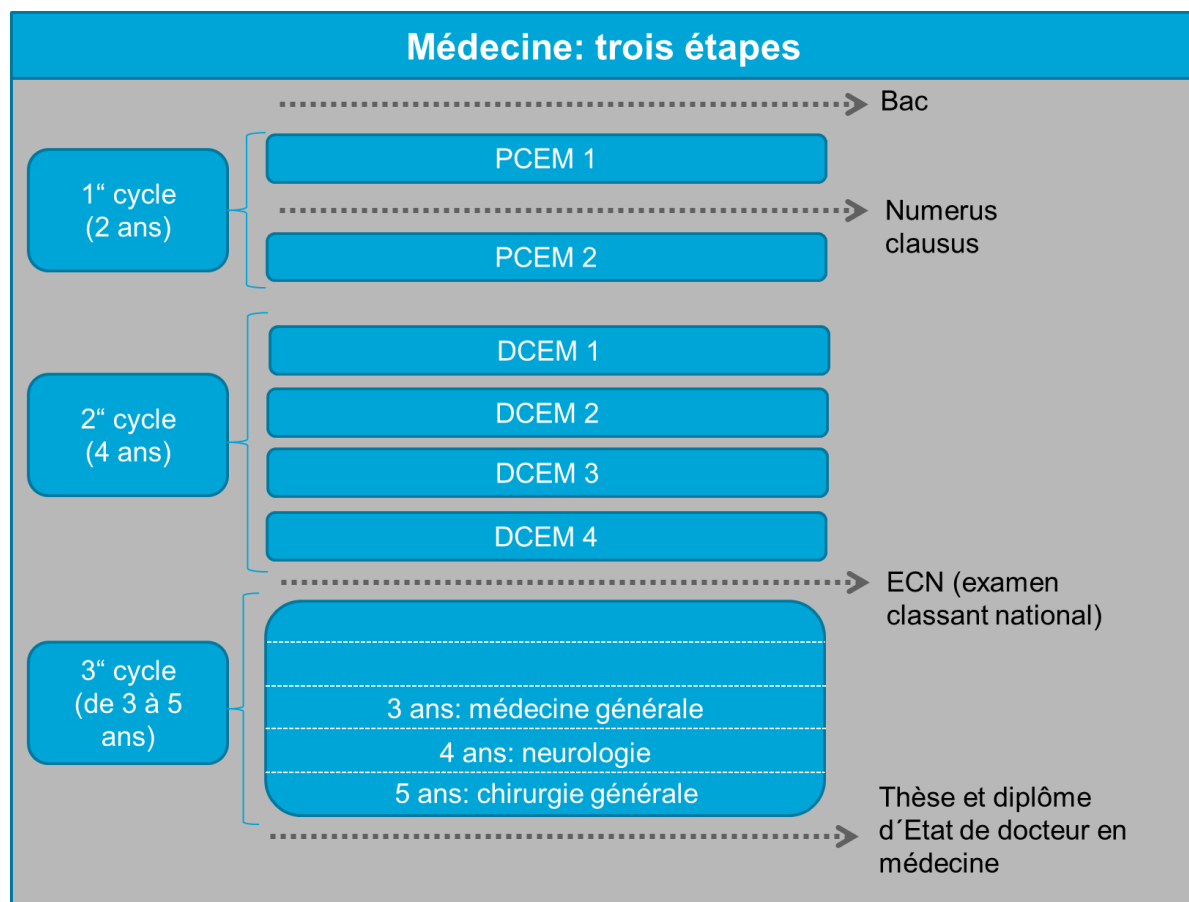 Médecine: trois étapes
Bac
PCEM 1
1“ cycle
(2 ans)
Numerus
clausus
PCEM 2
DCEM 1
2“ cycle
(4 ans)
DCEM 2
DCEM 3
DCEM 4
ECN (examen
classant national)
3“ cycle
(de 3 à 5
ans)
3 ans: médecine générale
4 ans: neurologie
5 ans: chirurgie générale
Thèse et diplôme
d´Etat de docteur en
médecine